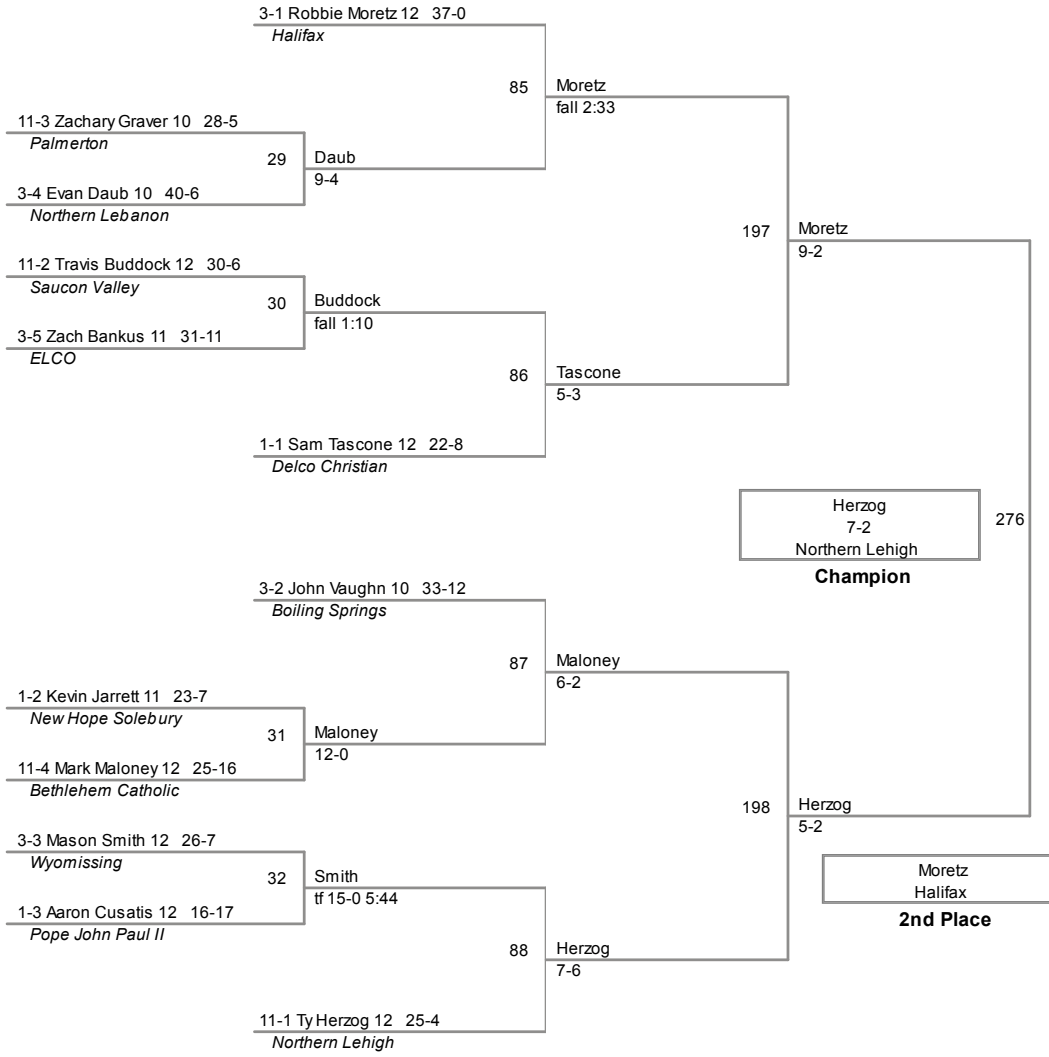 3-1 Robbie Moretz 12 37-0
Halifax
85
Moretz
fall 2:33
11-3 Zachary Graver 10 28-5
Palmerton
29
Daub
9-4
3-4 Evan Daub 10 40-6
Northern Lebanon
197
Moretz
9-2
11-2 Travis Buddock 12 30-6
Saucon Valley
30
Buddock
fall 1:10
3-5 Zach Bankus 11 31-11
ELCO
86
Tascone
5-3
1-1 Sam Tascone 12 22-8
Delco Christian
Herzog
7-2
Northern Lehigh
Champion
276
3-2 John Vaughn 10 33-12
Boiling Springs
87
Maloney
6-2
1-2 Kevin Jarrett 11 23-7
New Hope Solebury
31
Maloney
12-0
11-4 Mark Maloney 12 25-16
Bethlehem Catholic
198
Herzog
5-2
3-3 Mason Smith 12 26-7
Wyomissing
32
Smith
tf 15-0 5:44
1-3 Aaron Cusatis 12 16-17
Pope John Paul II
Moretz
Halifax
2nd Place
88
Herzog
7-6
11-1 Ty Herzog 12 25-4
Northern Lehigh